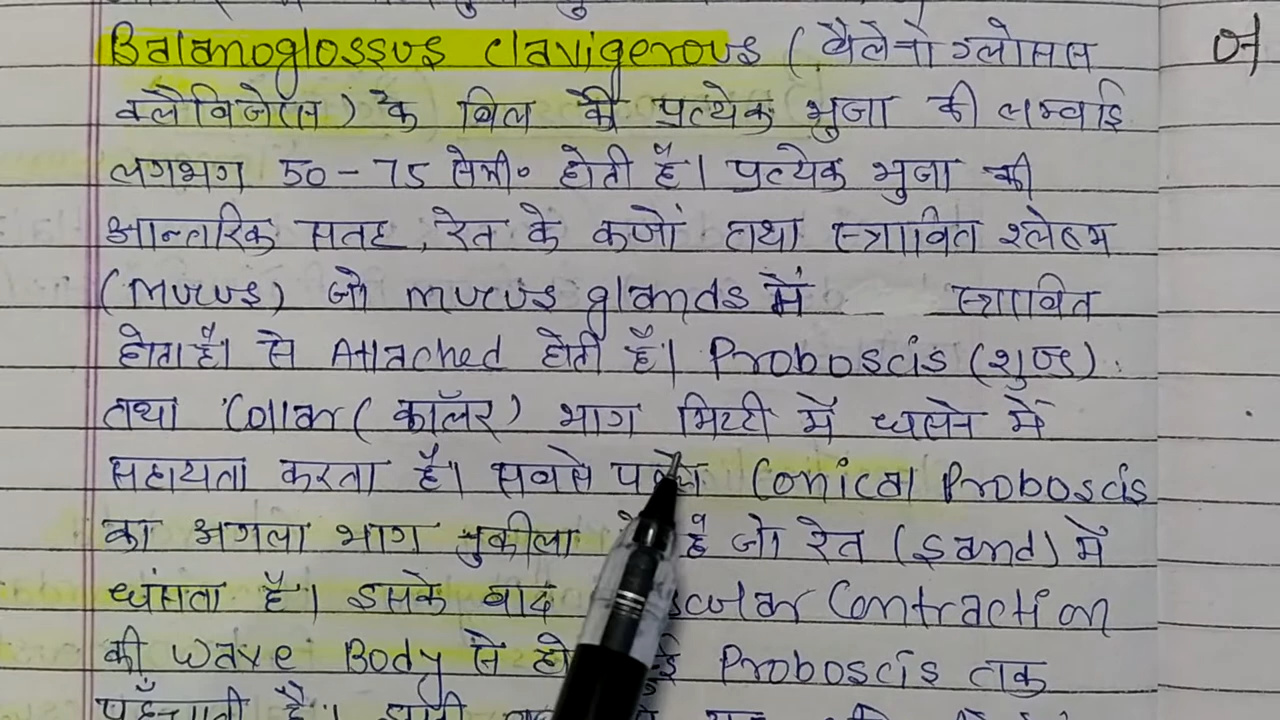 Balanoglossus clavigerous (बैलेनोग्लोसस
क्लैविजेरस) के बिल की प्रत्येक भुजा की लम्बाई
लगभग 50-75 सेमी० होती है। प्रत्येक भुजा की
आन्तरिक सतह, रेत के कणों तथा स्त्रावित श्लेष्म
(Mucus) जो mucus glands में स्त्रावित
होता है। से Attached होती है। Proboscis (शुण्ड)
तथा Collar (कॉलर) भाग मिट्टी में धसने में
सहायता करता है। सबसे पहले Conical Proboscis
का अगला भाग नुकीला है जो रेत (Sand) में
धंसता है। इसके बाद Contraction
की wave Body से Proboscis तक
पहुँचाती है।